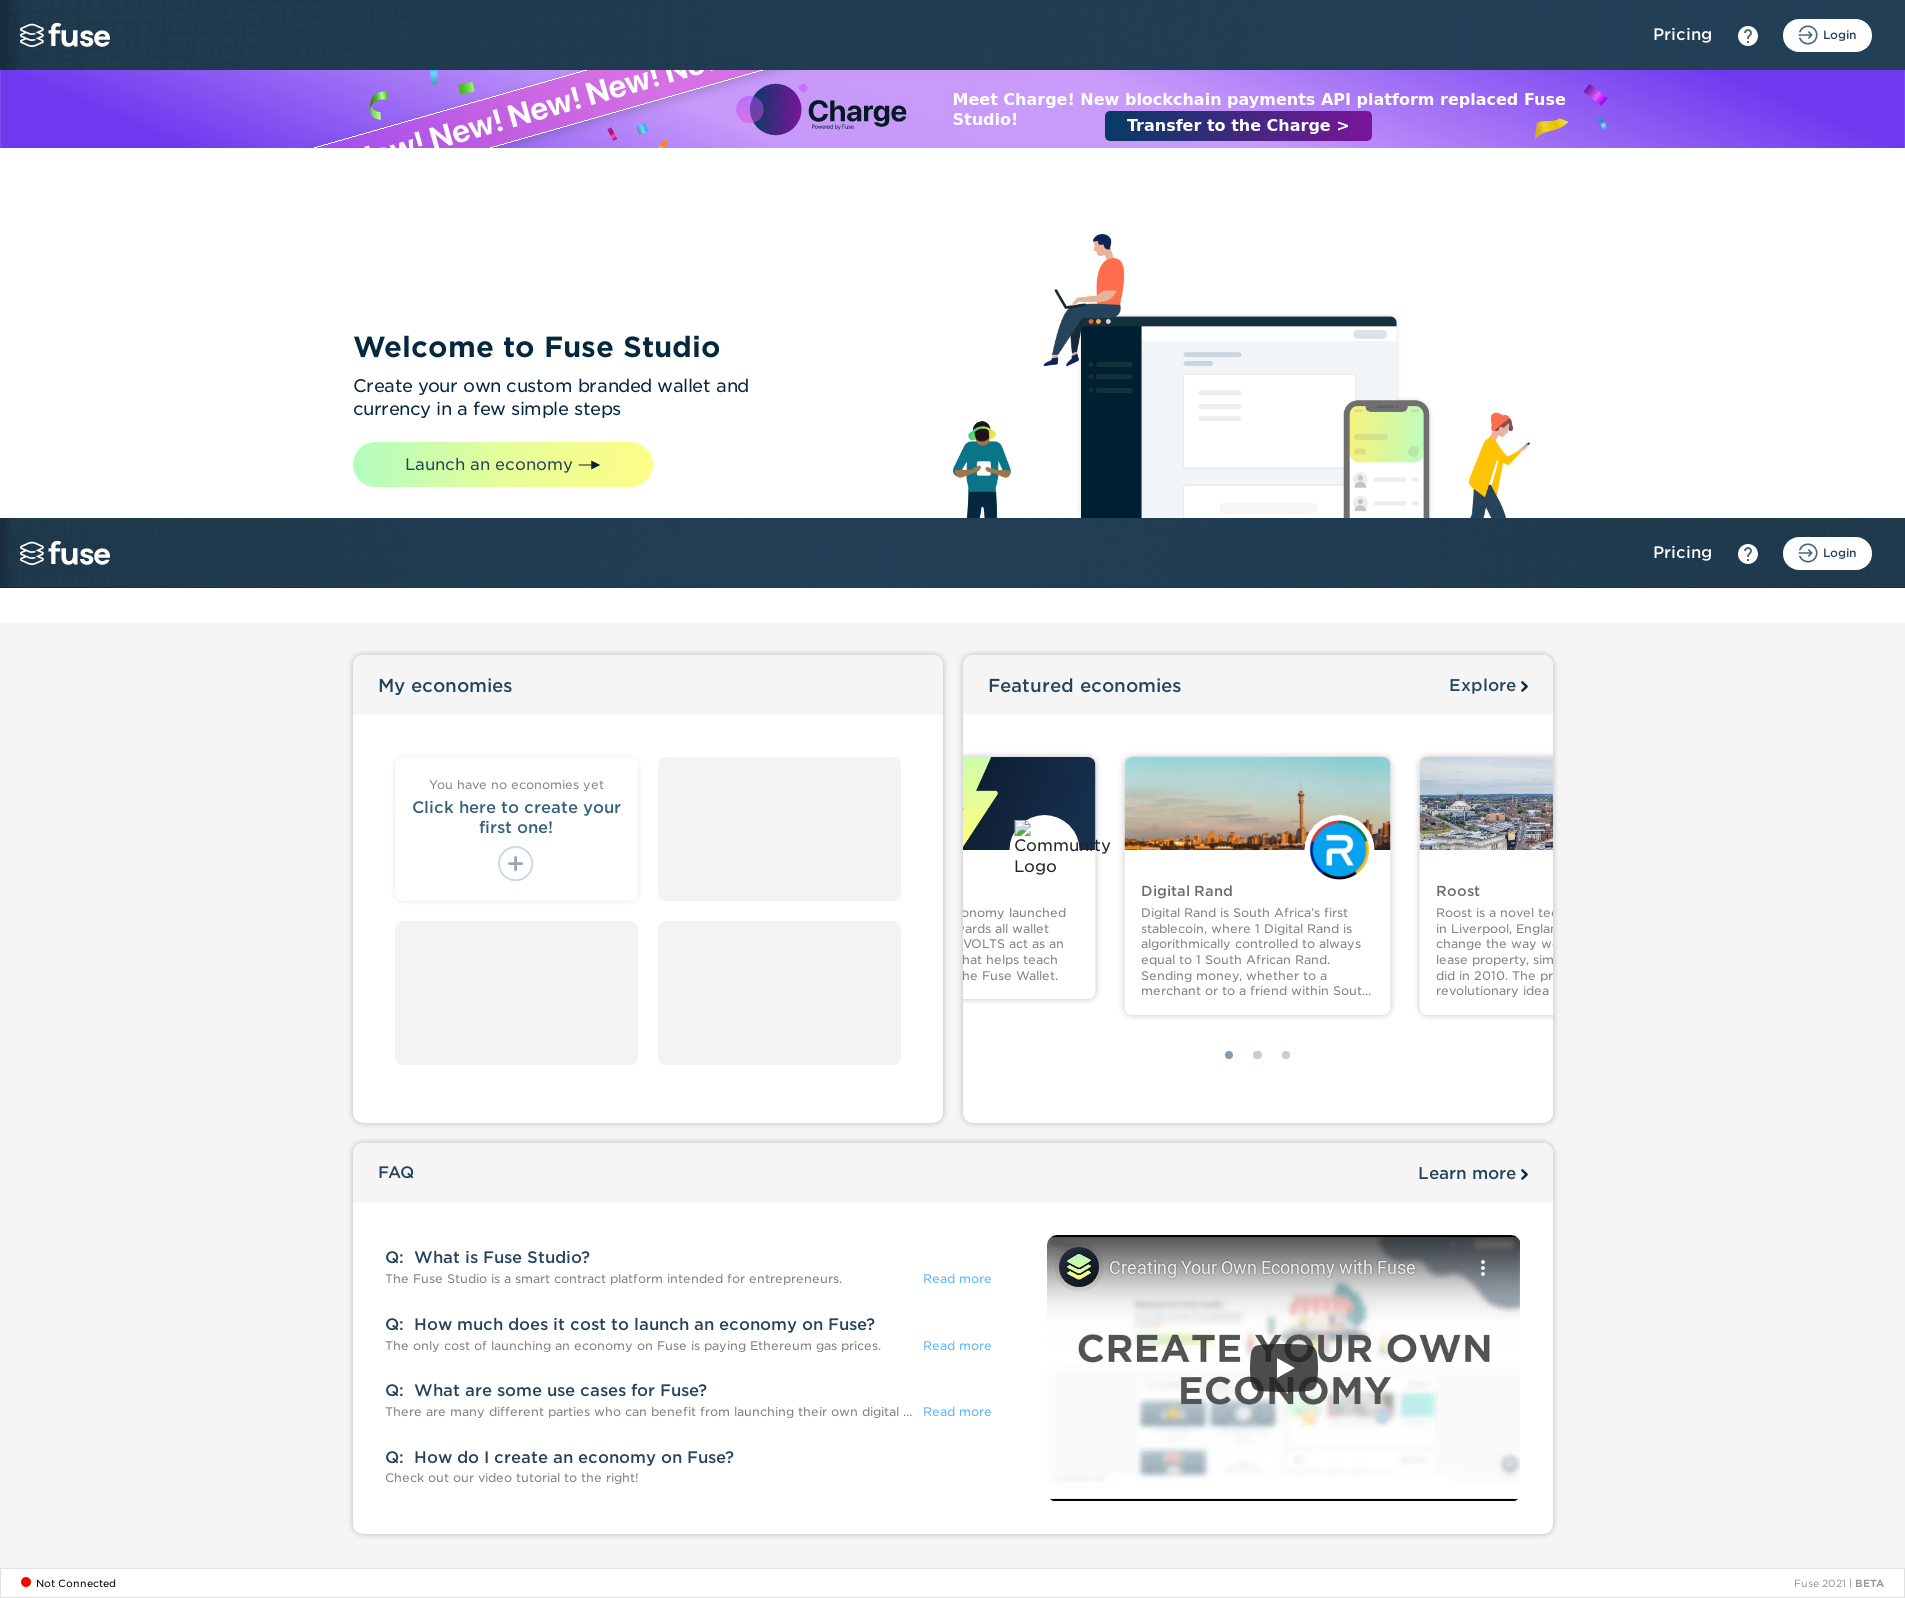 fuse
Pricing
Login
New! New! New!
Charge
Powered by Fuse
Meet Charge! New blockchain payments API platform replaced Fuse
Studio!
Transfer to the Charge >
Welcome to Fuse Studio
Create your own custom branded wallet and
currency in a few simple steps
Launch an economy
fuse
Pricing
Login
My economies
You have no economies yet
Click here to create your
first one!
Featured economies
Explore
Community
Logo
launched
all wallet
VOLTS act as an
helps teach
Fuse Wallet.
Digital Rand
Digital Rand is South Africa's first
stablecoin, where 1 Digital Rand is
algorithmically controlled to always
equal to 1 South African Rand.
Sending money, whether to a
merchant or to a friend within Sout...
Roost
Roost is a novel
in Liverpool,
change the way
lease property,
did in 2010. The
revolutionary idea
FAQ
Learn more
Q: What is Fuse Studio?
The Fuse Studio is a smart contract platform intended for entrepreneurs.
Read more
Q: How much does it cost to launch an economy on Fuse?
The only cost of launching an economy on Fuse is paying Ethereum gas prices.
Read more
Q: What are some use cases for Fuse?
There are many different parties who can benefit from launching their own digital ...
Read more
Q: How do I create an economy on Fuse?
Check out our video tutorial to the right!
Creating Your Own Economy with Fuse
CREATE YOUR OWN
ECONOMY
Not Connected
Fuse 2021 | BETA